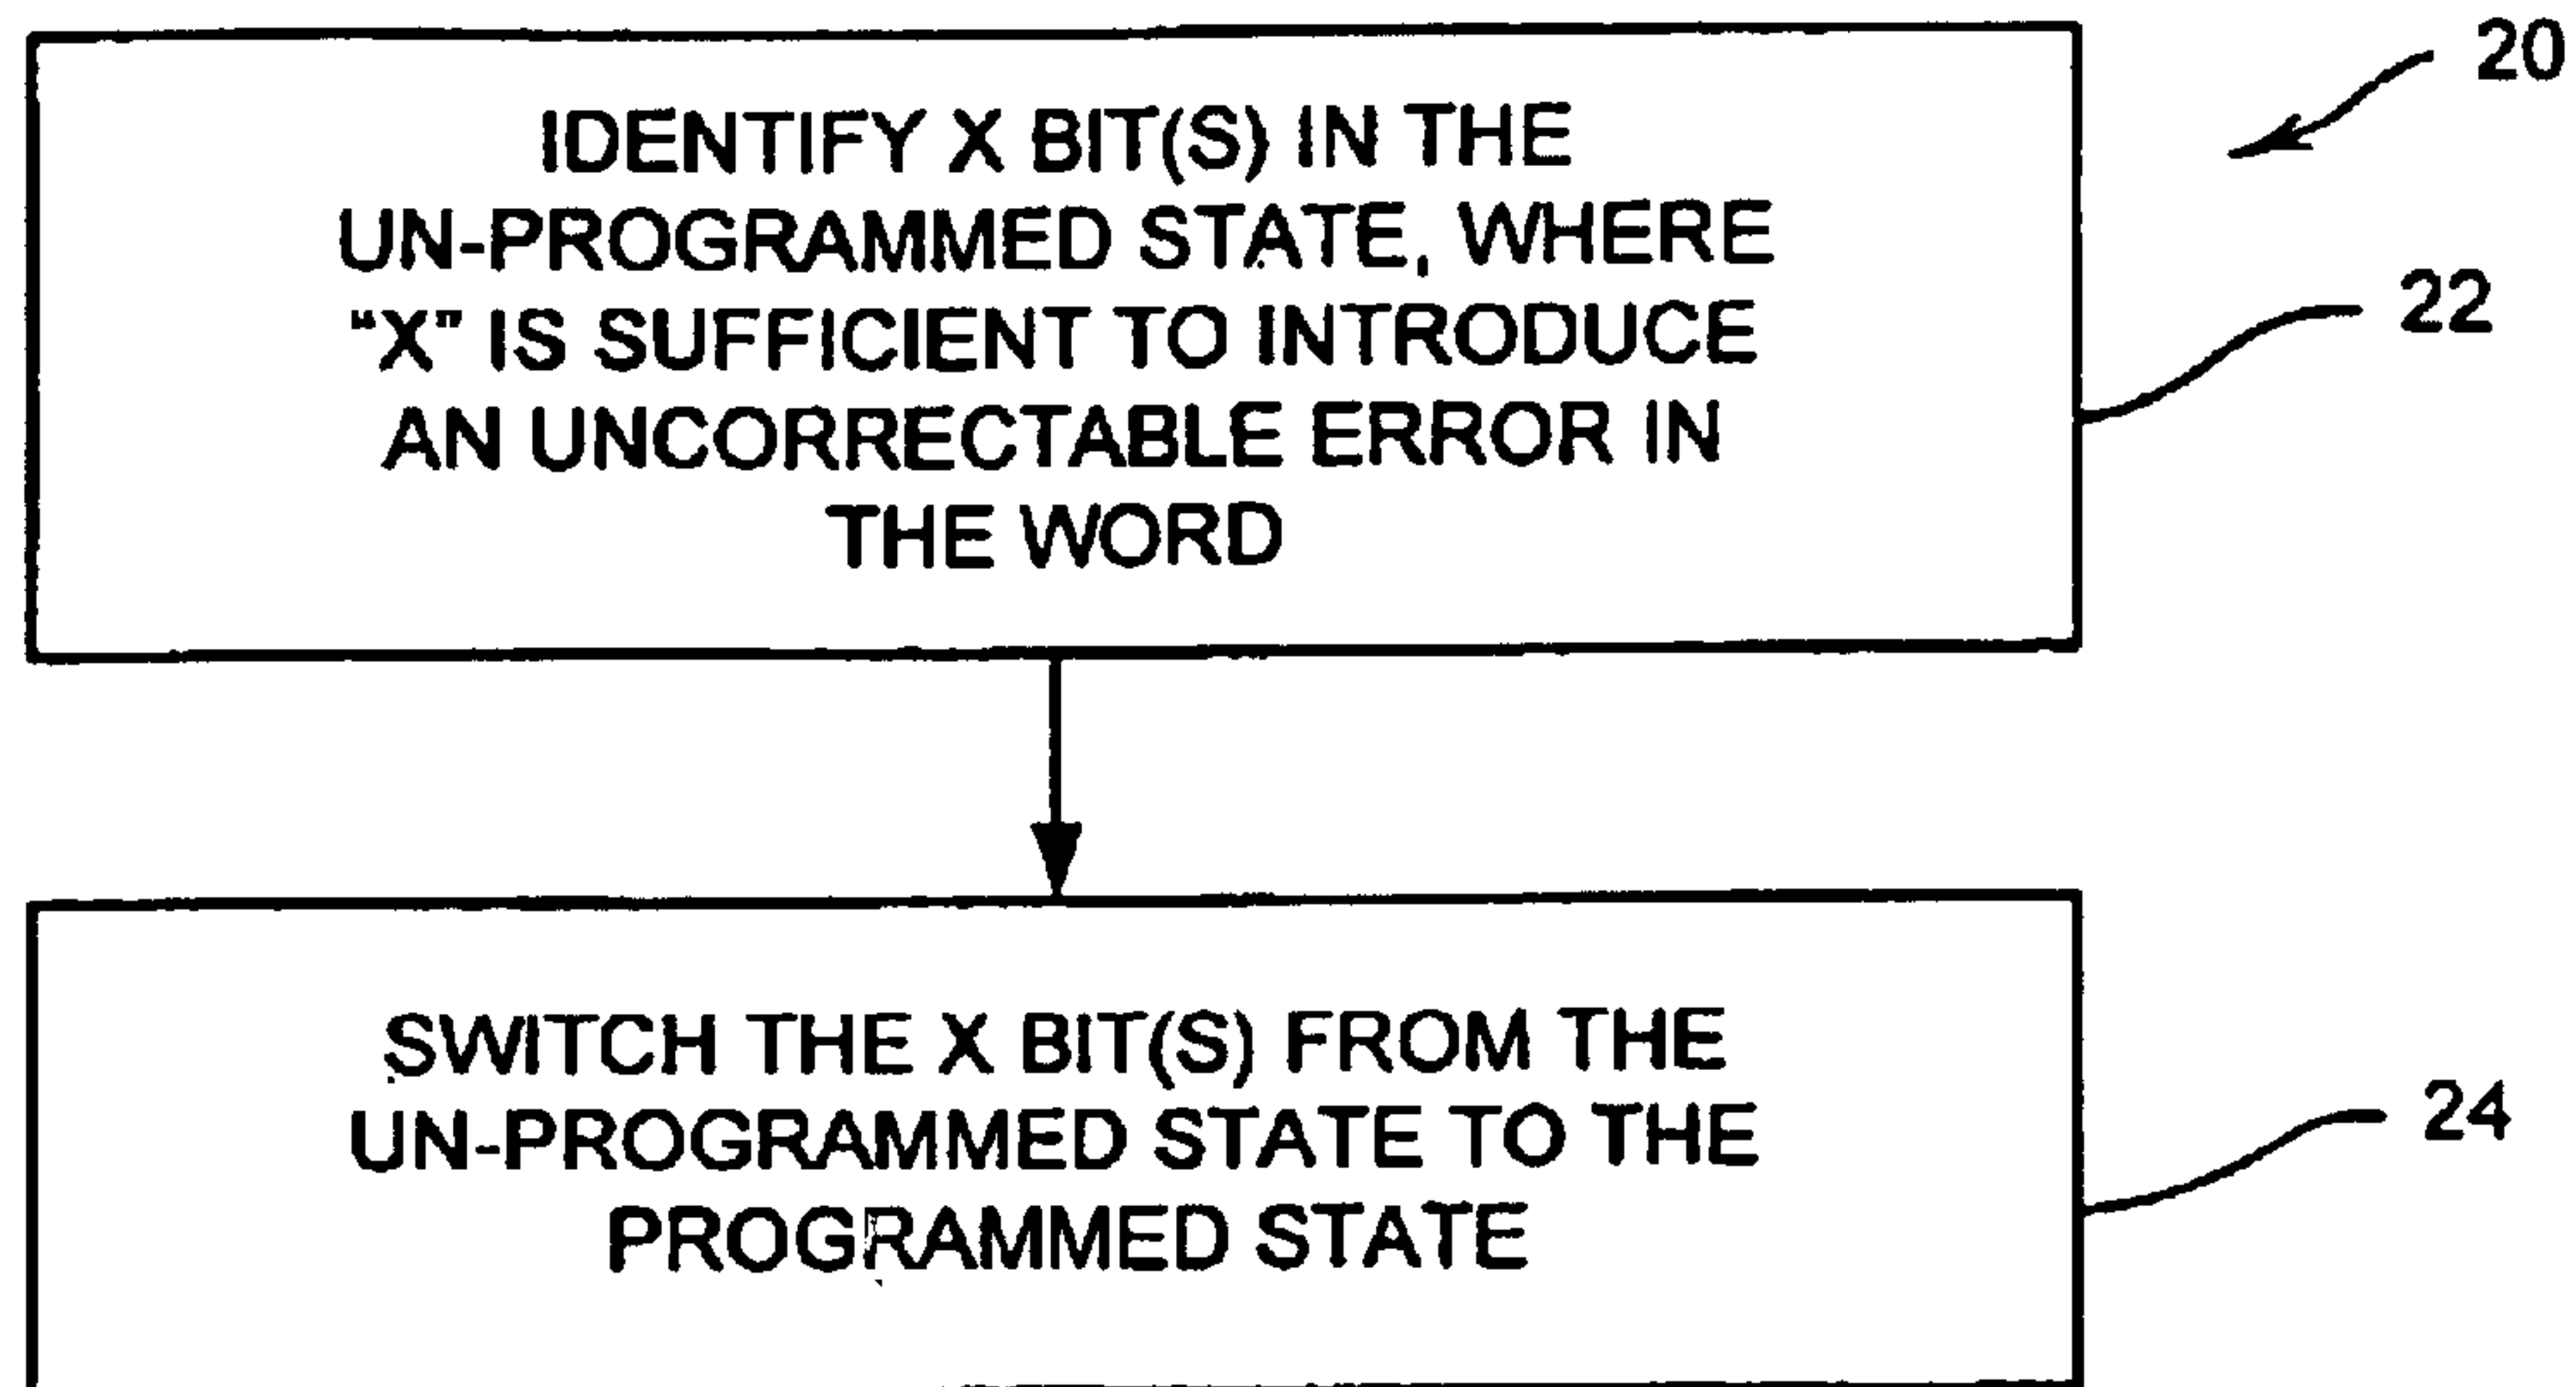 20
IDENTIFY X BIT(S) IN THE
UN-PROGRAMMED STATE, WHERE
“X” IS SUFFICIENT TO INTRODUCE
AN UNCORRECTABLE ERROR IN
THE WORD
22
SWITCH THE X BIT(S) FROM THE
UN-PROGRAMMED STATE TO THE
PROGRAMMED STATE
24